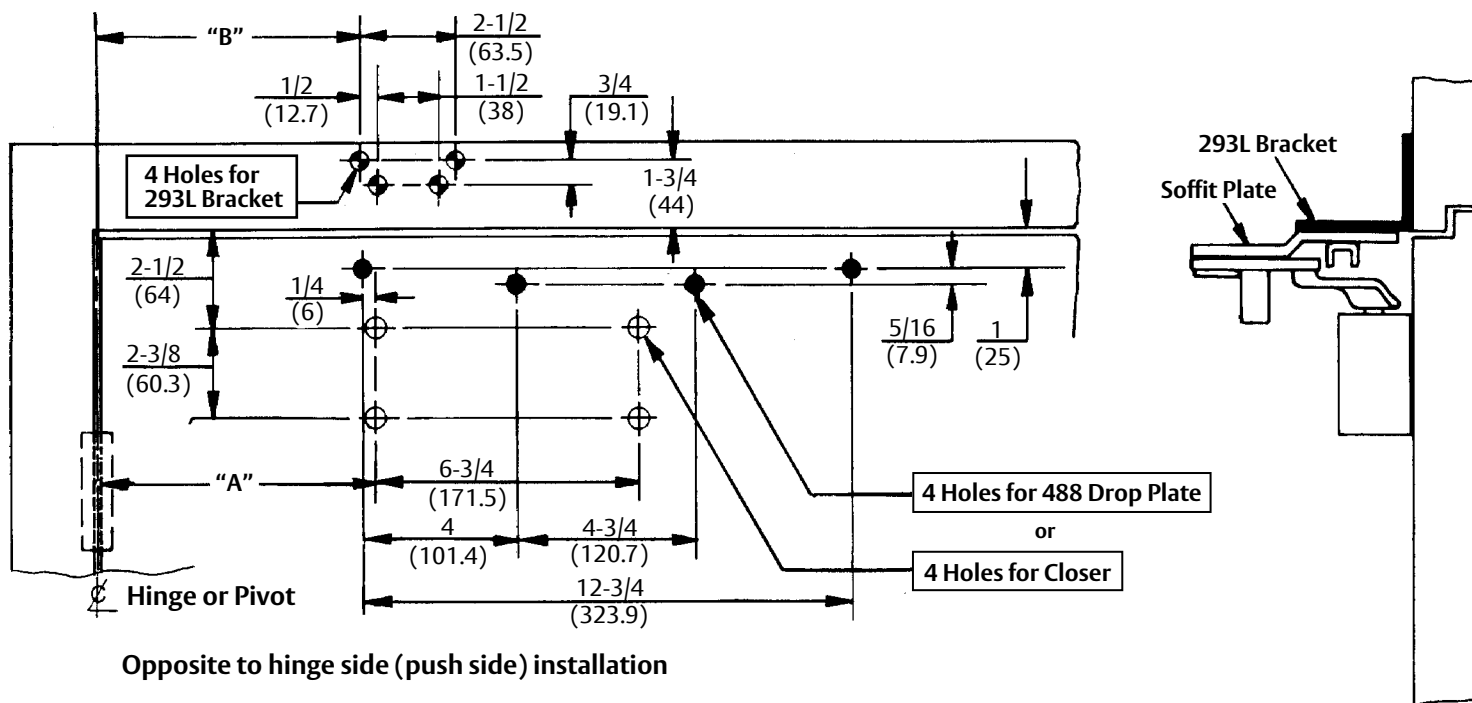 “B”
2-1/2
(63.5)
1/2
(12.7)
1-1/2
(38)
3/4
(19.1)
4 Holes for
293L Bracket
1-3/4
(44)
293L Bracket
Soffit Plate
2-1/2
(64)
1/4
(6)
5/16
(7.9)
1
(25)
2-3/8
(60.3)
“A”
6-3/4
(171.5)
4
(101.4)
4-3/4
(120.7)
4 Holes for 488 Drop Plate
or
4 Holes for Closer
12-3/4
(323.9)
℄ Hinge or Pivot
Opposite to hinge side (push side) installation